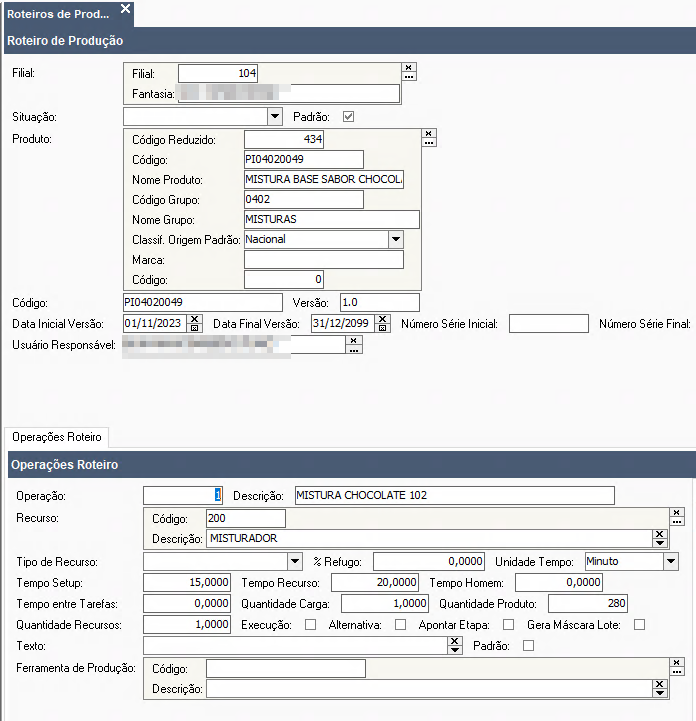 Roteiros de Prod...
Roteiro de Produção
Filial:
Filial: 104
Fantasia:
Situação: Padrão:
Produto: Código Reduzido: 434
Código: PI04020049
Nome Produto: MISTURA BASE SABOR CHOCOL
Código Grupo: 0402
Nome Grupo: MISTURAS
Classif. Origem Padrão: Nacional
Marca:
Código: 0
Código: PI04020049 Versão: 1.0
Data Inicial Versão: 01/11/2023 Data Final Versão: 31/12/2099 Número Série Inicial: Número Série Final:
Usuário Responsável:
Operações Roteiro
Operações Roteiro
Operação: 1 Descrição: MISTURA CHOCOLATE 102
Recurso: Código: 200
Descrição: MISTURADOR
Tipo de Recurso: % Refugo: 0,0000 Unidade Tempo: Minuto
Tempo Setup: 15,0000 Tempo Recurso: 20,0000 Tempo Homem: 0,0000
Tempo entre Tarefas: 0,0000 Quantidade Carga: 1,0000 Quantidade Produto: 280
Quantidade Recursos: 1,0000 Execução: Alternativa: Apontar Etapa: Gera Máscara Lote:
Texto: Padrão:
Ferramenta de Produção: Código:
Descrição: